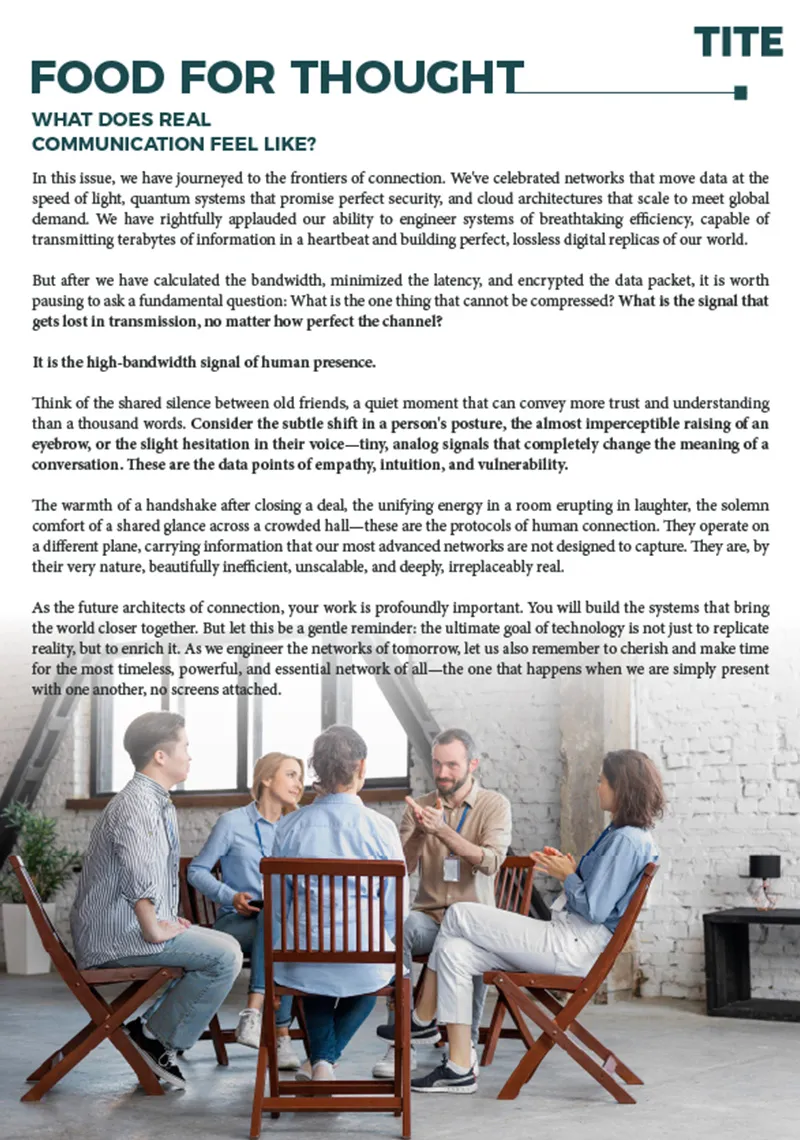 TITE
FOOD FOR THOUGHT
WHAT DOES REAL
COMMUNICATION FEEL LIKE?
In this issue, we have journeyed to the frontiers of connection. We've celebrated networks that move data at the
speed of light, quantum systems that promise perfect security, and cloud architectures that scale to meet global
demand. We have rightfully applauded our ability to engineer systems of breathtaking efficiency, capable of
transmitting terabytes of information in a heartbeat and building perfect, lossless digital replicas of our world.
But after we have calculated the bandwidth, minimized the latency, and encrypted the data packet, it is worth
pausing to ask a fundamental question: What is the one thing that cannot be compressed? What is the signal that
gets lost in transmission, no matter how perfect the channel?
It is the high-bandwidth signal of human presence.
Think of the shared silence between old friends, a quiet moment that can convey more trust and understanding
than a thousand words. Consider the subtle shift in a person's posture, the almost imperceptible raising of an
eyebrow, or the slight hesitation in their voice—tiny, analog signals that completely change the meaning of a
conversation. These are the data points of empathy, intuition, and vulnerability.
The warmth of a handshake after closing a deal, the unifying energy in a room erupting in laughter, the solemn
comfort of a shared glance across a crowded hall—these are the protocols of human connection. They operate on
a different plane, carrying information that our most advanced networks are not designed to capture. They are, by
their very nature, beautifully inefficient, unscalable, and deeply, irreplaceably real.
As the future architects of connection, your work is profoundly important. You will build the systems that bring
the world closer together. But let this be a gentle reminder: the ultimate goal of technology is not just to replicate
reality, but to enrich it. As we engineer the networks of tomorrow, let us also remember to cherish and make time
for the most timeless, powerful, and essential network of all—the one that happens when we are simply present
with one another, no screens attached.